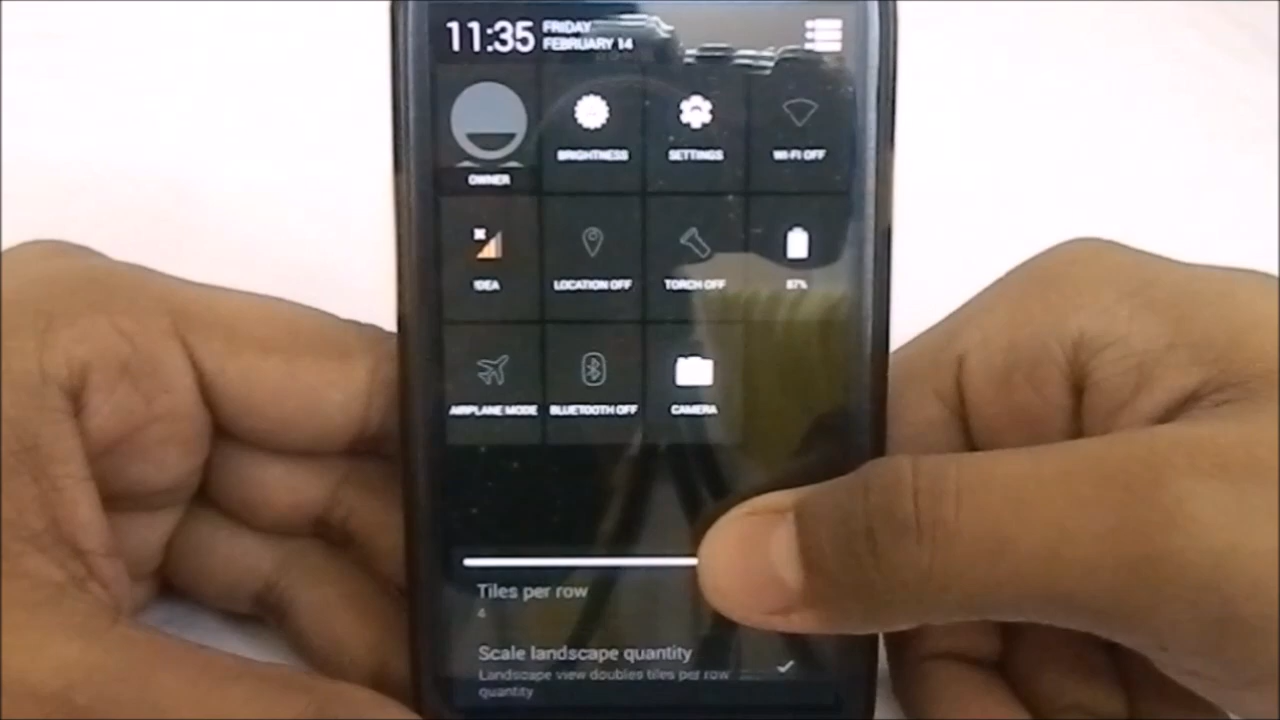 11:35 FRIDAY
FEBRUARY 14
OWNER
BRIGHTNESS
SETTINGS
WI-FI OFF
IDEA
LOCATION OFF
TORCH OFF
87%
AIRPLANE MODE
BLUETOOTH OFF
CAMERA
Tiles per row
4
Scale landscape quantity
Landscape view doubles tiles per row
quantity